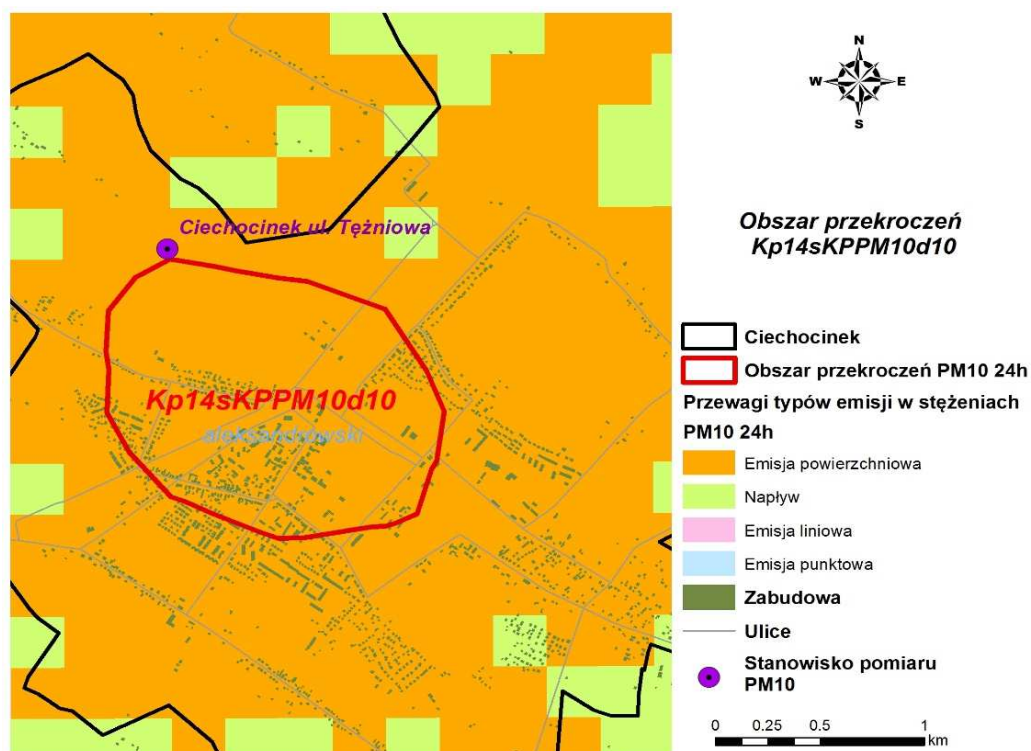 N
W E
S
Ciechocinek ul. Tężniowa
Kp14sKPPM10d10
aleksandrowski
Obszar przekroczeń
Kp14sKPPM10d10
Ciechocinek
Obszar przekroczeń PM10 24h
Przewagi typów emisji w stężeniach
PM10 24h
Emisja powierzchniowa
Napływ
Emisja liniowa
Emisja punktowa
Zabudowa
Ulice
Stanowisko pomiaru
PM10
0 0.25 0.5 1
km